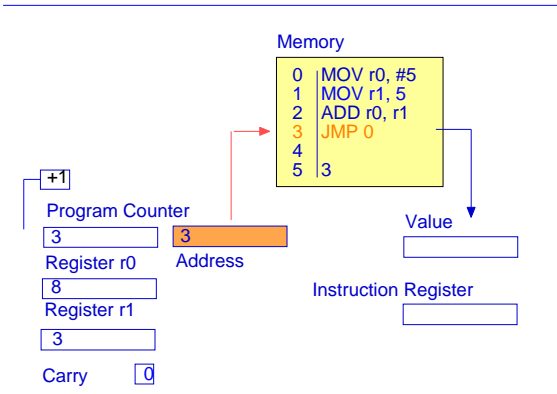 Memory
0 MOV r0, #5
1 MOV r1, 5
2 ADD r0, r1
3 JMP 0
4
5 3
+1
Program Counter
3
3
Value
Register r0
Address
8
Instruction Register
Register r1
3
Carry 0